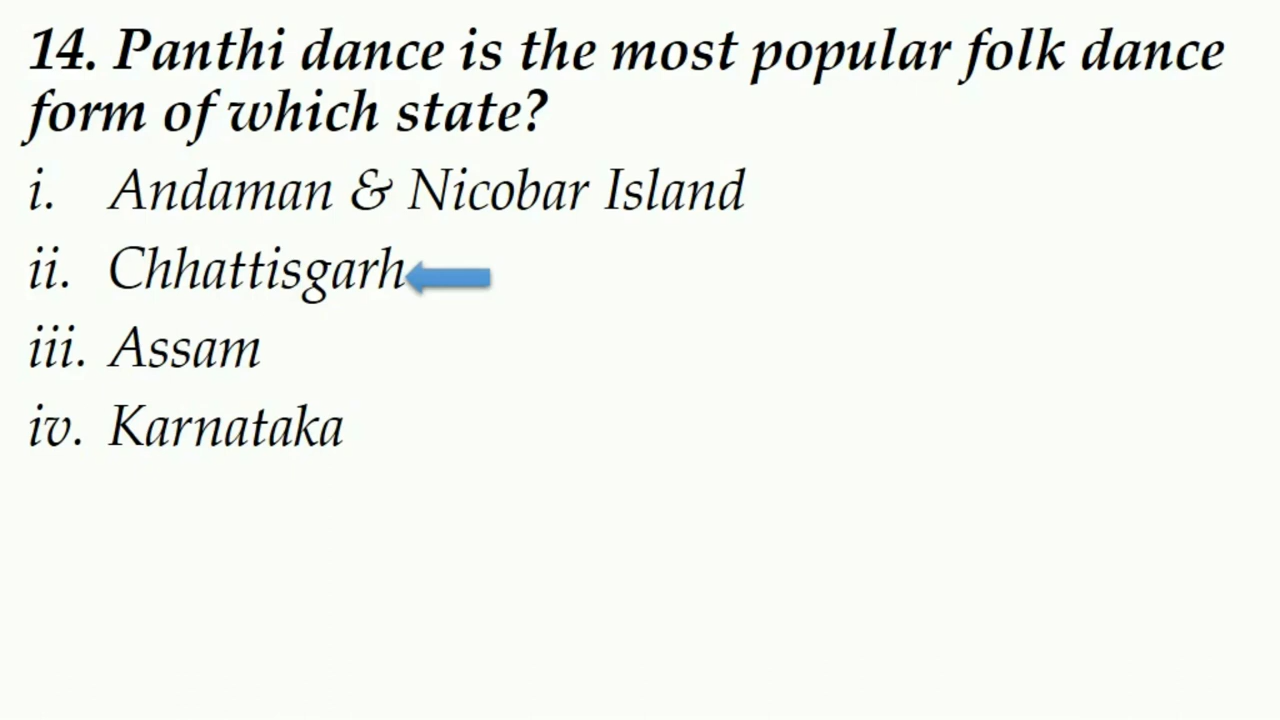 14. Panthi dance is the most popular folk dance
form of which state?
i. Andaman & Nicobar Island
ii. Chhattisgarh
iii. Assam
iv. Karnataka